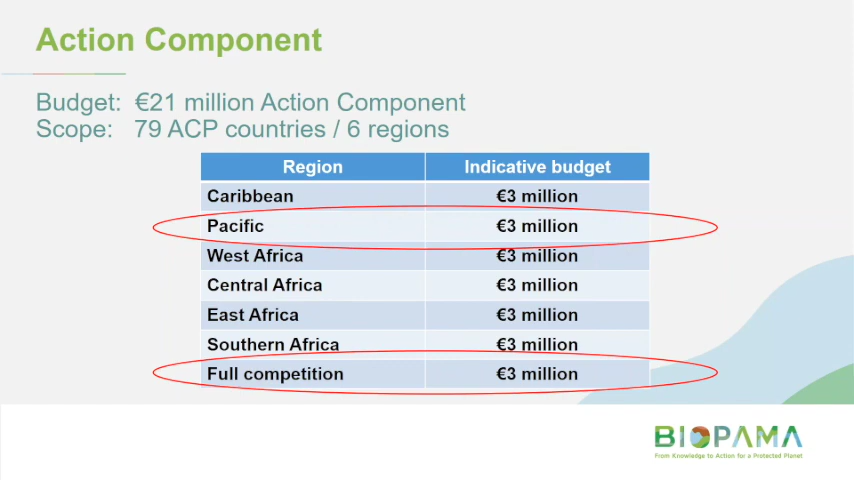 Action Component
Budget: €21 million Action Component
Scope: 79 ACP countries / 6 regions
Region Indicative budget
Caribbean €3 million
Pacific €3 million
West Africa €3 million
Central Africa €3 million
East Africa €3 million
Southern Africa €3 million
Full competition €3 million
BIOPAMA
From Knowledge to Action for a Protected Planet